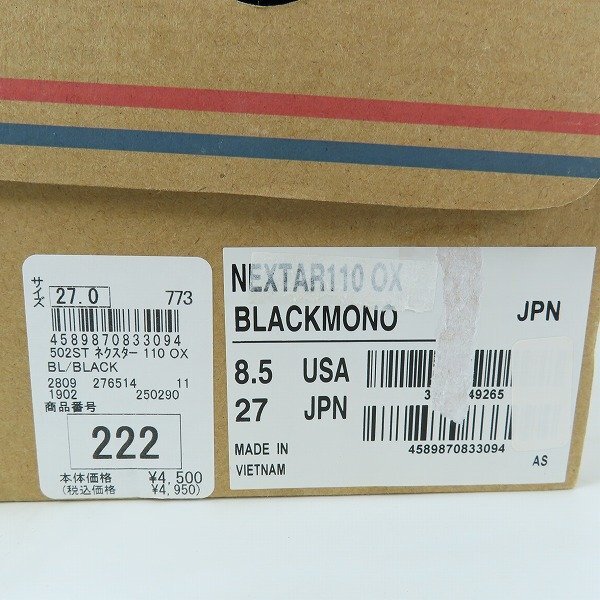 サイズ 27.0 773
4589870833094
502ST ネクスター 110 OX
BL/BLACK
2809 276514 11
1902 250290
商品番号
222
本体価格 ¥4,500
(税込価格 ¥4,950)
NEXTAR110 OX
BLACKMONO JPN
8.5 USA
27 JPN
49265
4589870833094
MADE IN
VIETNAM
AS